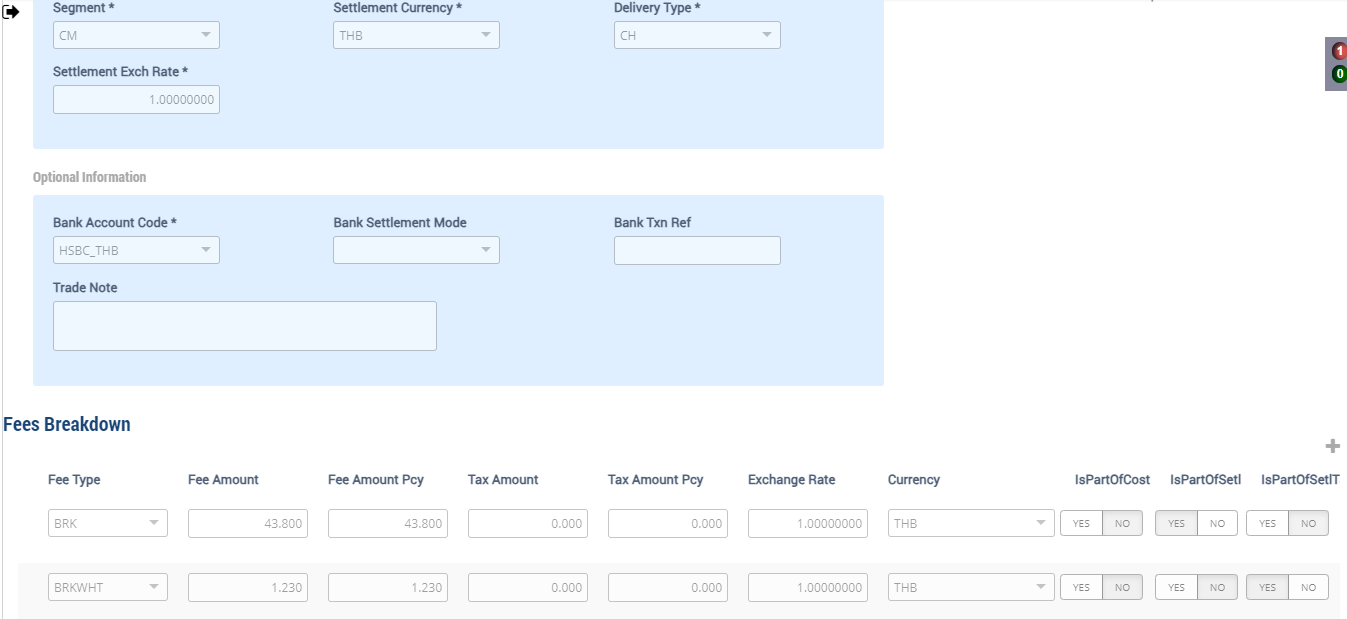 Segment * Settlement Currency * Delivery Type *
CM THB CH
1
0
Settlement Exch Rate *
1.00000000
Optional Information
Bank Account Code * Bank Settlement Mode Bank Txn Ref
HSBC_THB
Trade Note
Fees Breakdown
Fee Type Fee Amount Fee Amount Pcy Tax Amount Tax Amount Pcy Exchange Rate Currency IsPartOfCost IsPartOfSetl IsPartOfSetlT
BRK 43.800 43.800 0.000 0.000 1.00000000 THB YES NO YES NO YES NO
BRKWHT 1.230 1.230 0.000 0.000 1.00000000 THB YES NO YES NO YES NO